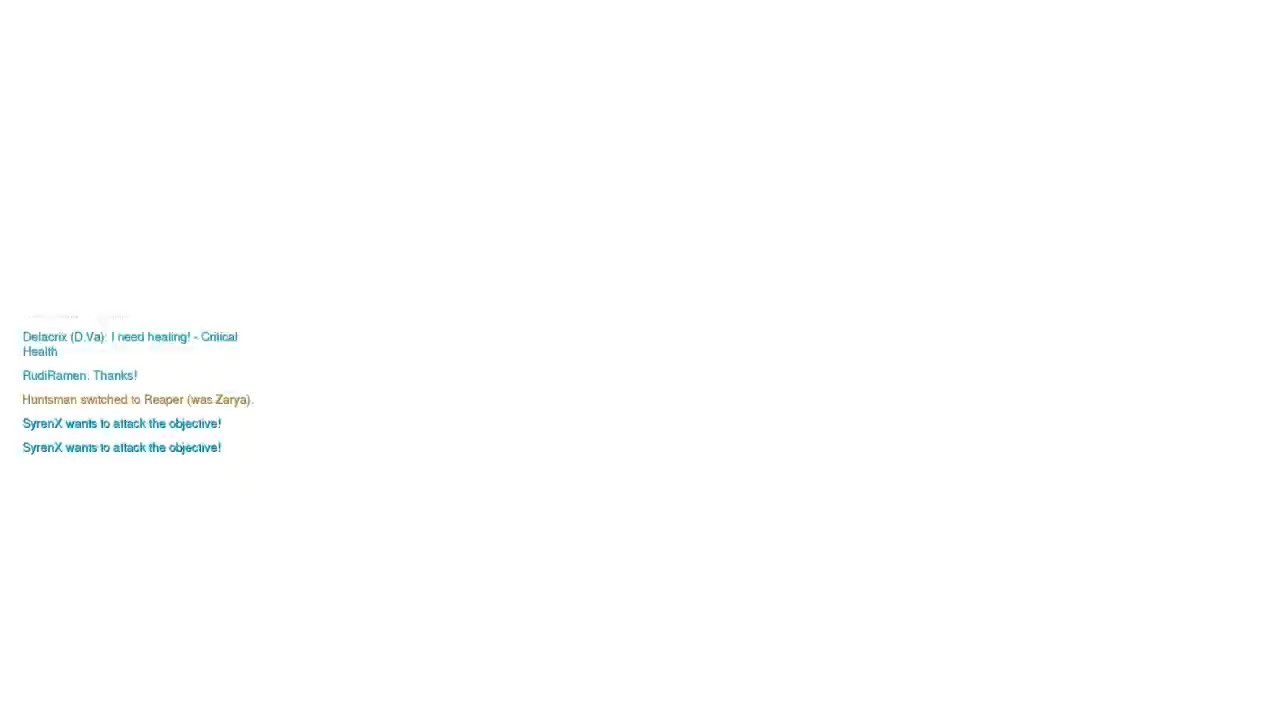 Delacrix (D.Va): I need healing! - Critical
Health
RudiRamen: Thanks!
Huntsman switched to Reaper (was Zarya).
SyrenX wants to attack the objective!
SyrenX wants to attack the objective!